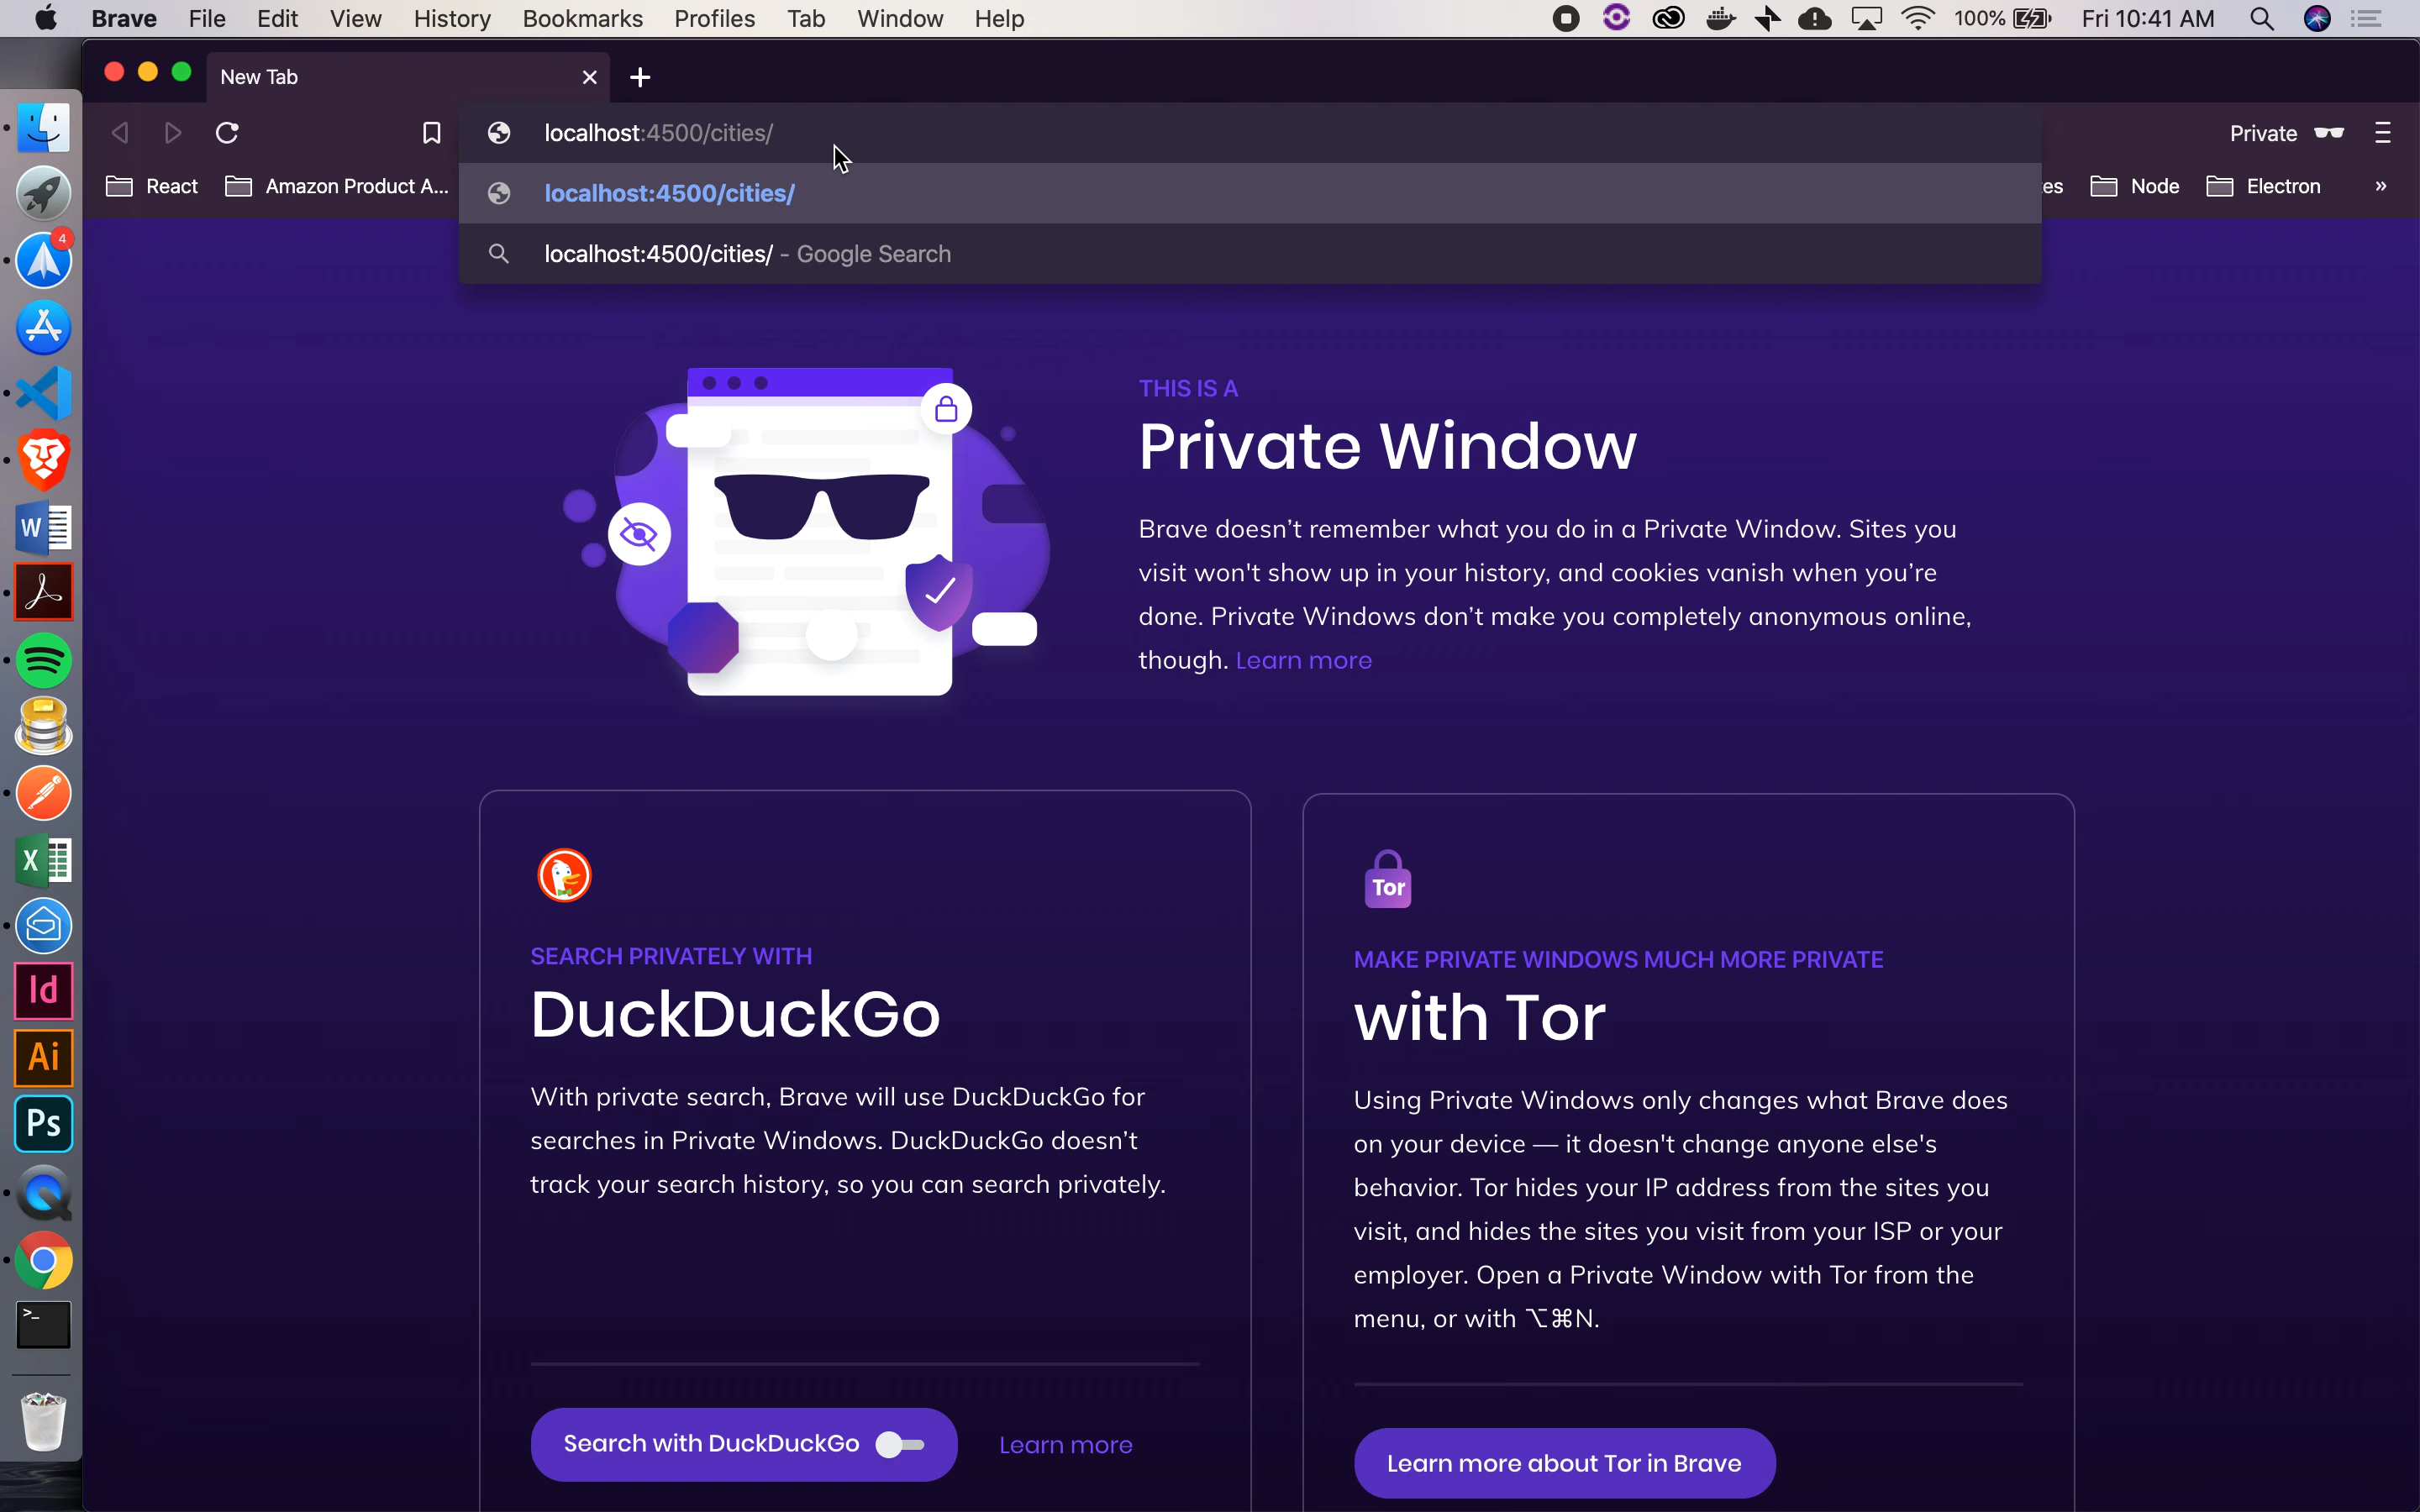 Brave File Edit View History Bookmarks Profiles Tab Window Help 100% Fri 10:41 AM
New Tab
localhost:4500/cities/
Private
React Amazon Product A... es Node Electron »
localhost:4500/cities/
localhost:4500/cities/ - Google Search
4
THIS IS A
Private Window
Brave doesn't remember what you do in a Private Window. Sites you
visit won't show up in your history, and cookies vanish when you're
done. Private Windows don't make you completely anonymous online,
though. Learn more
W
X
Id
Ai
Ps
>_
SEARCH PRIVATELY WITH
DuckDuckGo
With private search, Brave will use DuckDuckGo for
searches in Private Windows. DuckDuckGo doesn't
track your search history, so you can search privately.
Search with DuckDuckGo
Learn more
Tor
MAKE PRIVATE WINDOWS MUCH MORE PRIVATE
with Tor
Using Private Windows only changes what Brave does
on your device — it doesn't change anyone else's
behavior. Tor hides your IP address from the sites you
visit, and hides the sites you visit from your ISP or your
employer. Open a Private Window with Tor from the
menu, or with ⌥⌘N.
Learn more about Tor in Brave